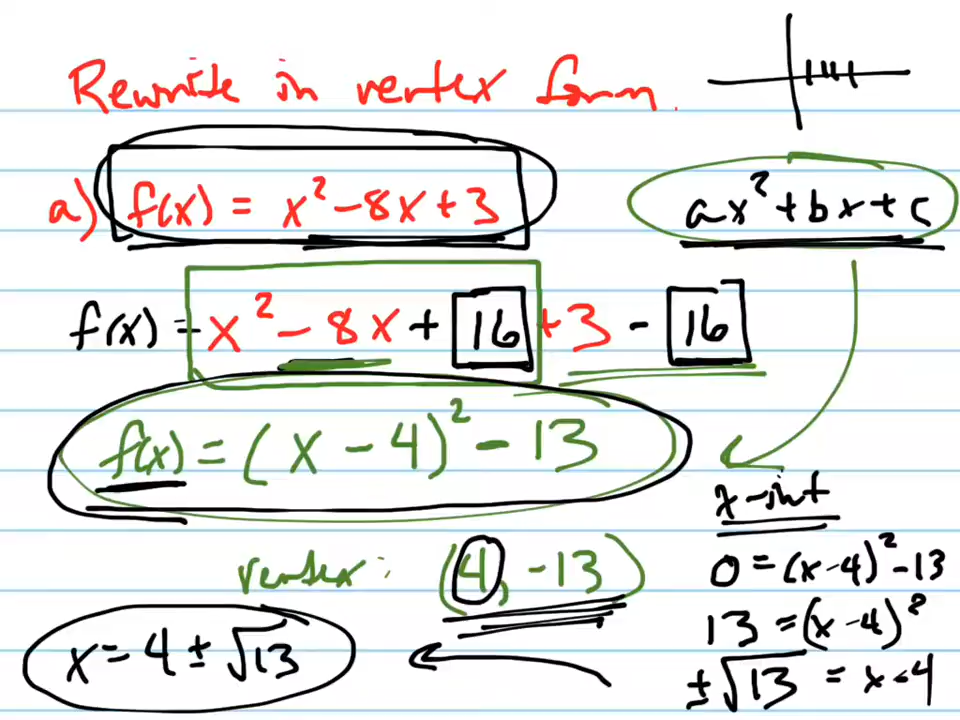 Rewrite in vertex form.
a) f(x) = x² - 8x + 3
ax² + bx + c
f(x) = x² - 8x + 16 + 3 - 16
f(x) = (x - 4)² - 13
x-int
vertex: (4, -13)
0 = (x-4)² - 13
13 = (x-4)²
±√13 = x - 4
x = 4 ± √13